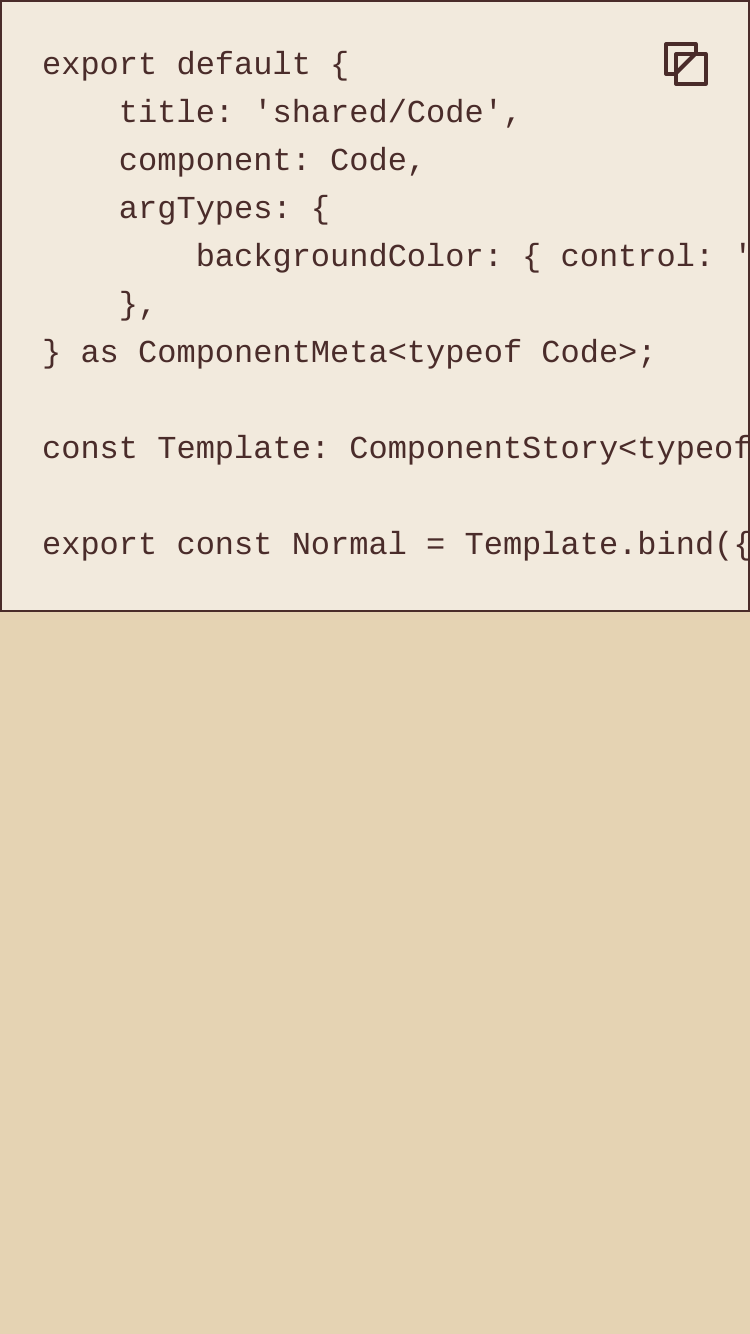 export default {
    title: 'shared/Code',
    component: Code,
    argTypes: {
        backgroundColor: { control: '
    },
} as ComponentMeta<typeof Code>;
const Template: ComponentStory<typeof
export const Normal = Template.bind({